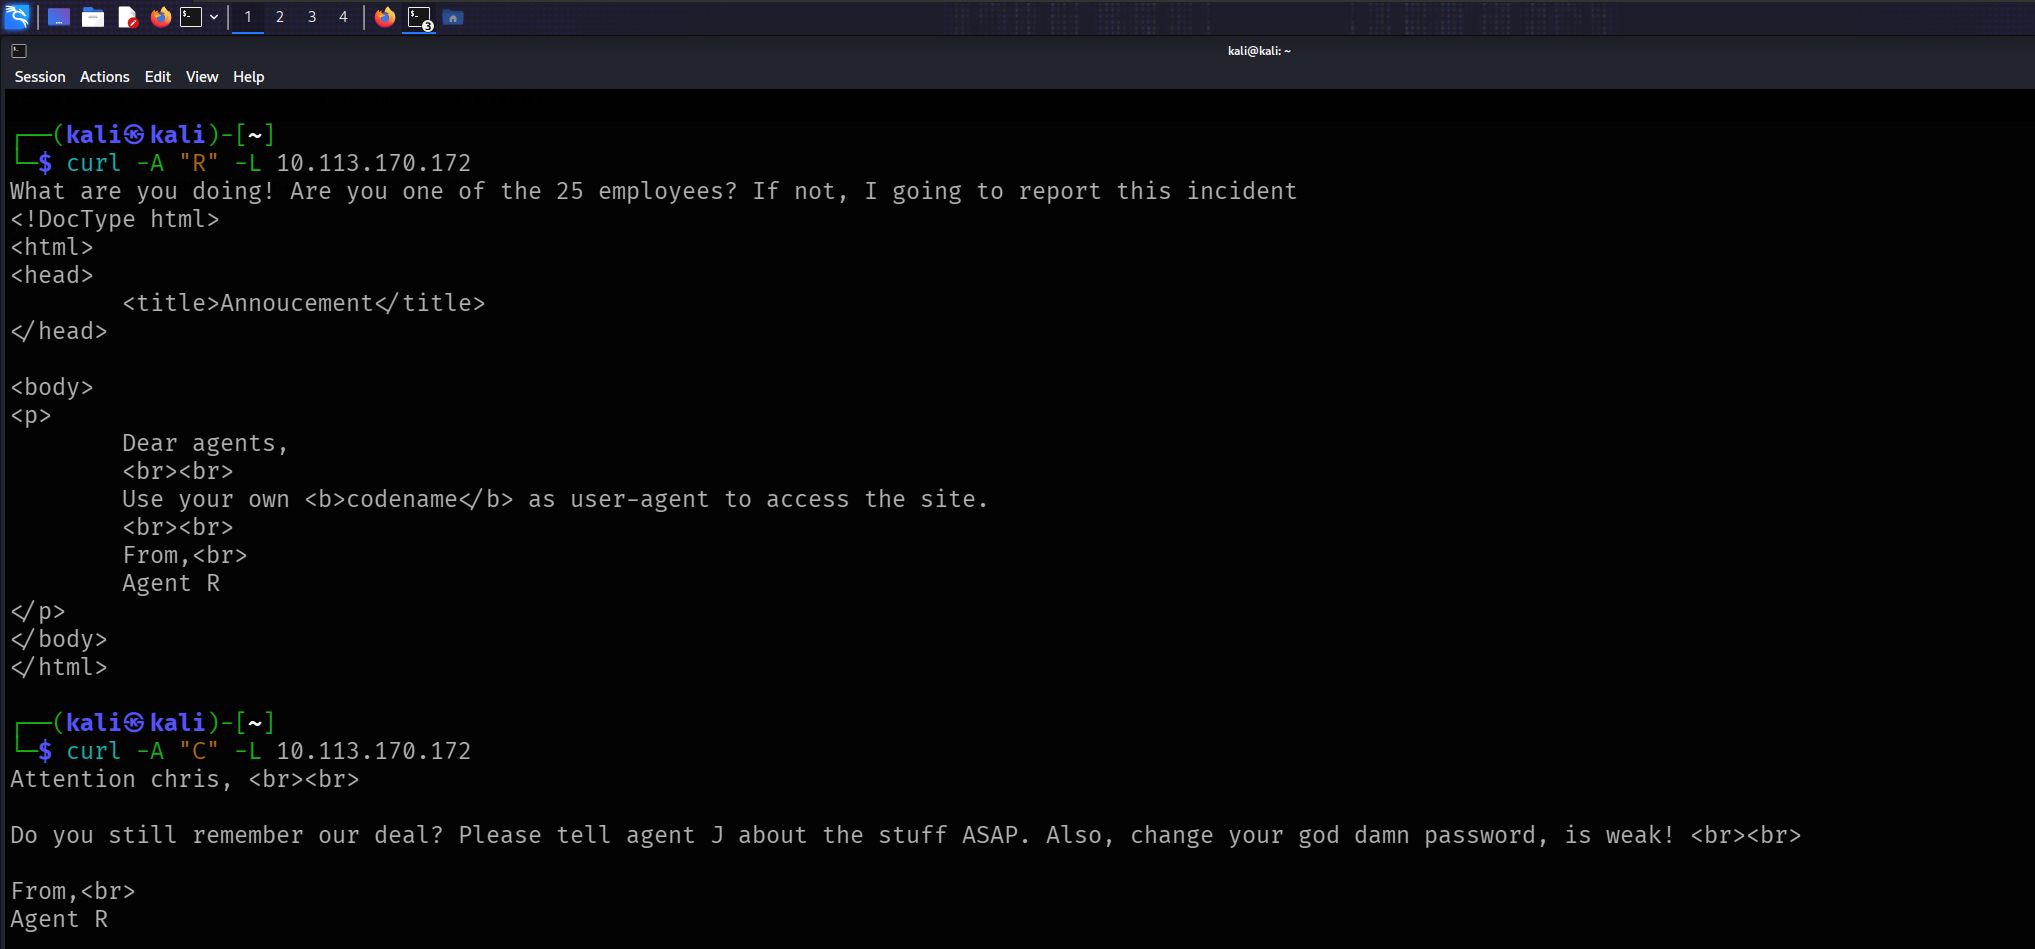 1 2 3 4
3
kali@kali: ~
Session Actions Edit View Help
┌──(kali㉿kali)-[~]
└─$ curl -A "R" -L 10.113.170.172
What are you doing! Are you one of the 25 employees? If not, I going to report this incident
<!DocType html>
<html>
<head>
        <title>Annoucement</title>
</head>

<body>
<p>
        Dear agents,
        <br><br>
        Use your own <b>codename</b> as user-agent to access the site.
        <br><br>
        From,<br>
        Agent R
</p>
</body>
</html>

┌──(kali㉿kali)-[~]
└─$ curl -A "C" -L 10.113.170.172
Attention chris, <br><br>

Do you still remember our deal? Please tell agent J about the stuff ASAP. Also, change your god damn password, is weak! <br><br>

From,<br>
Agent R